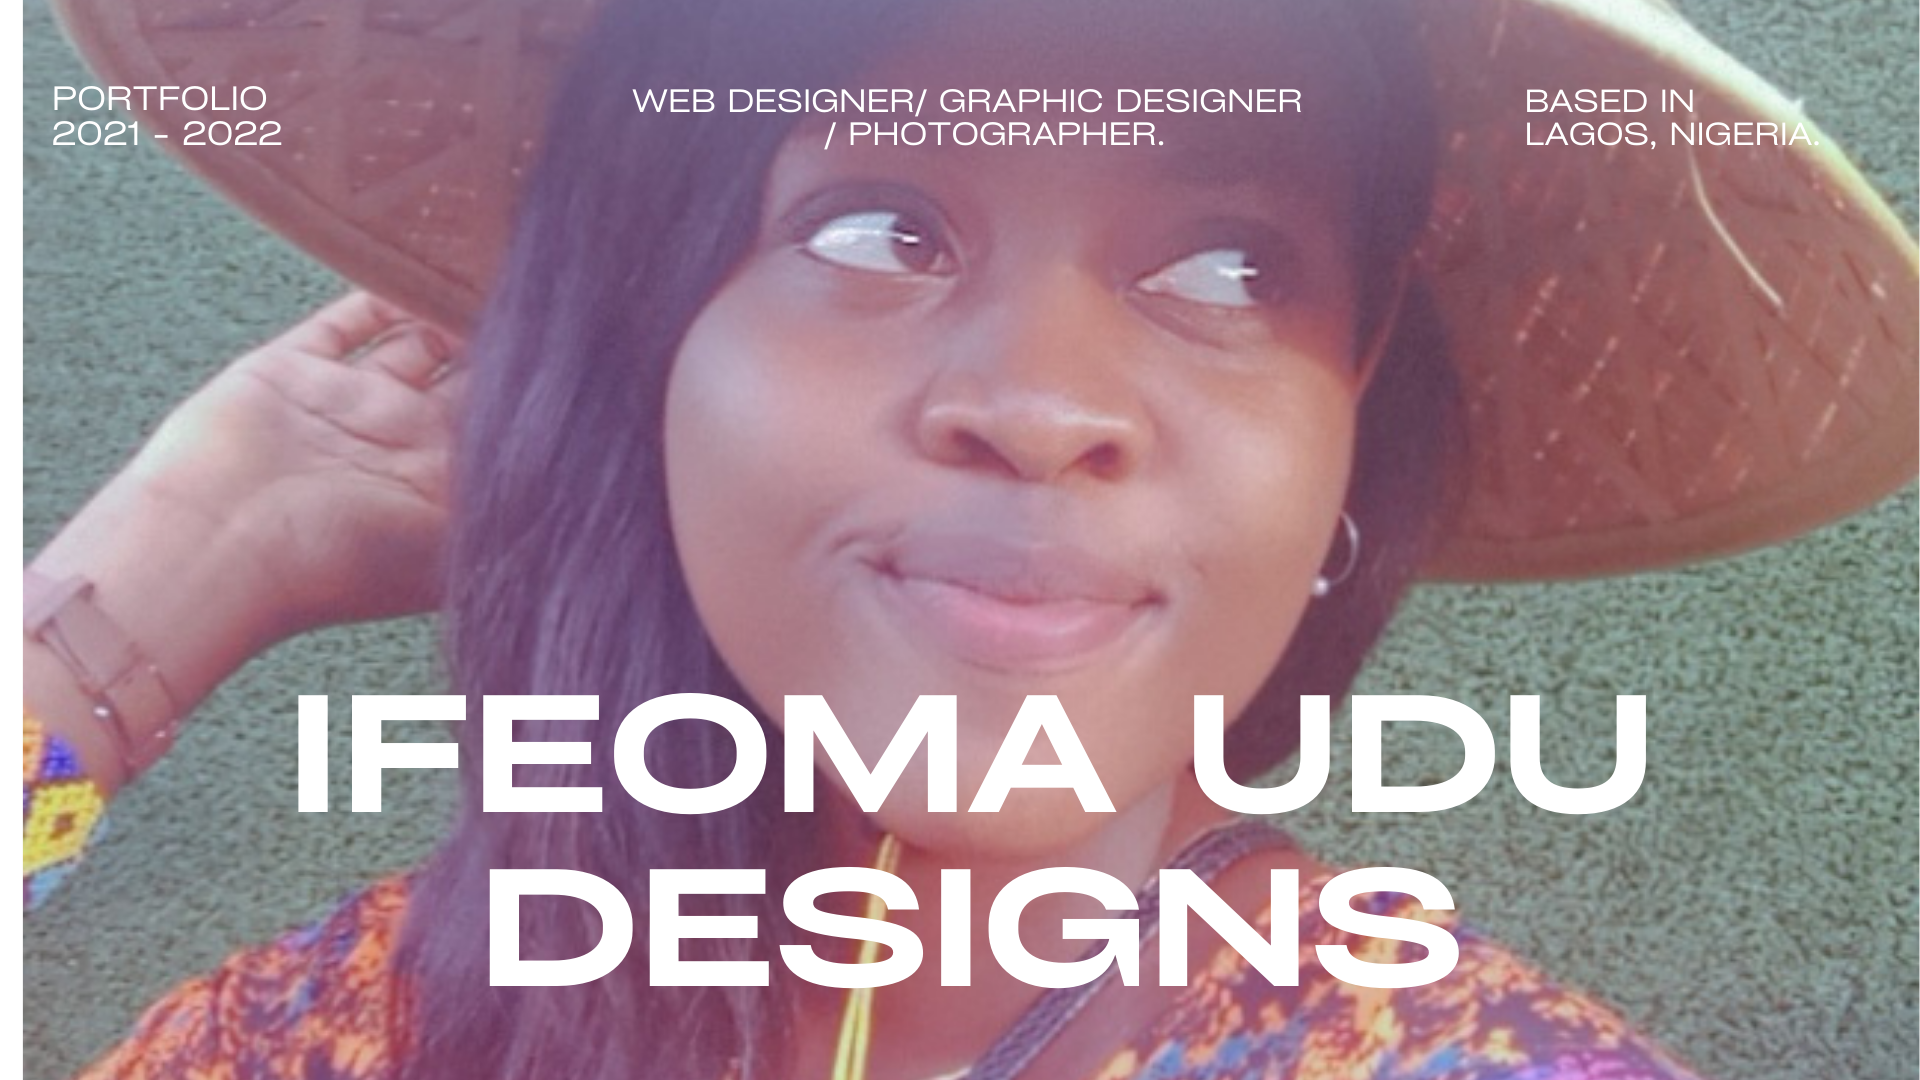 PORTFOLIO
2021 - 2022
WEB DESIGNER/ GRAPHIC DESIGNER
/ PHOTOGRAPHER.
BASED IN
LAGOS, NIGERIA.
IFEOMA UDU
DESIGNS